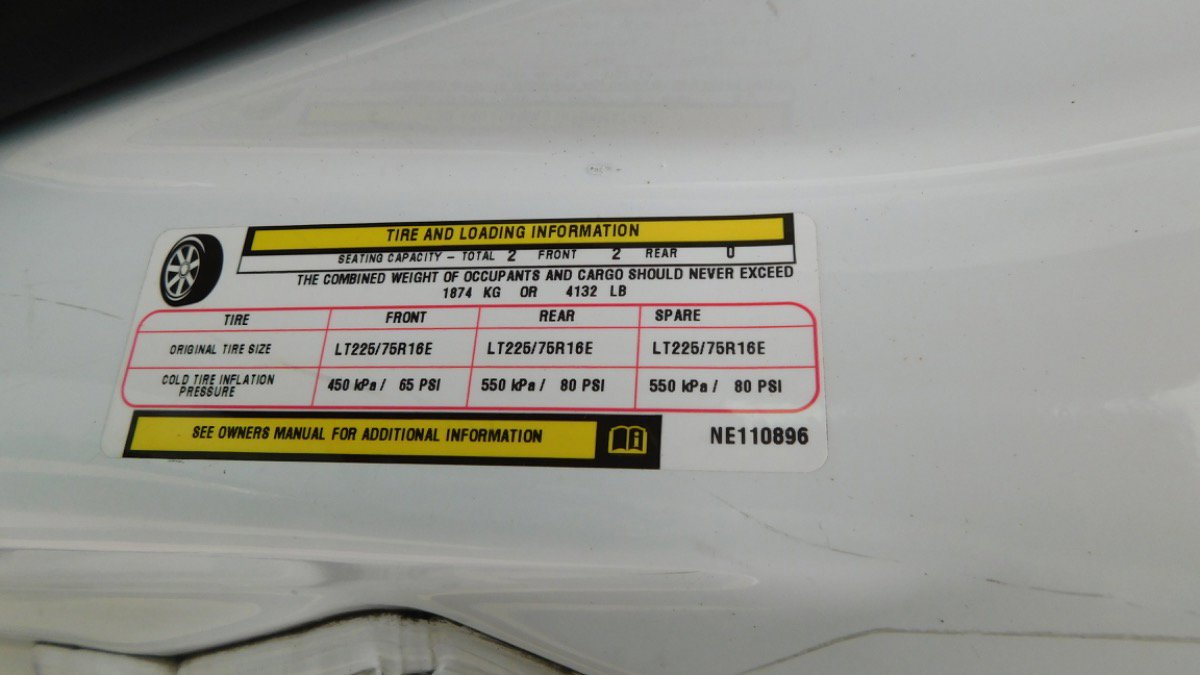 TIRE AND LOADING INFORMATION
SEATING CAPACITY – TOTAL 2 FRONT 2 REAR 0
THE COMBINED WEIGHT OF OCCUPANTS AND CARGO SHOULD NEVER EXCEED
1874 KG OR 4132 LB
TIRE FRONT REAR SPARE
ORIGINAL TIRE SIZE LT225/75R16E LT225/75R16E LT225/75R16E
COLD TIRE INFLATION
PRESSURE 450 kPa / 65 PSI 550 kPa / 80 PSI 550 kPa / 80 PSI
SEE OWNERS MANUAL FOR ADDITIONAL INFORMATION
NE110896